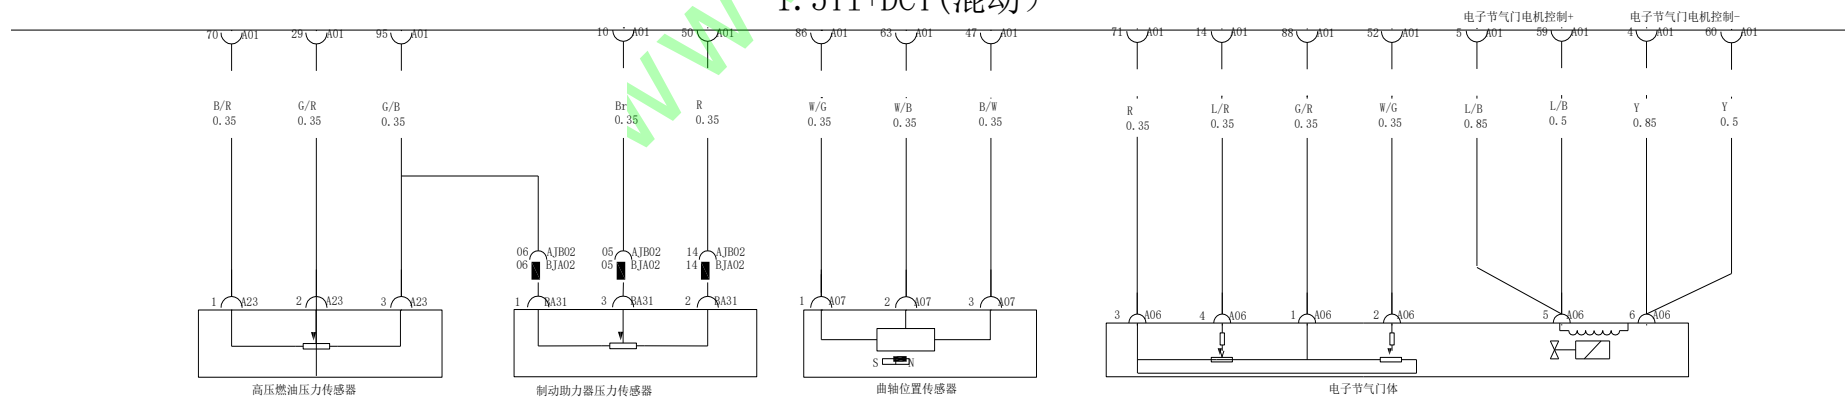 1.5TI+DCT(混动)
电子节气门电机控制+ 电子节气门电机控制-
70 A01 29 A01 95 A01 10 A01 50 A01 86 A01 63 A01 47 A01 71 A01 14 A01 88 A01 52 A01 5 A01 59 A01 4 A01 60 A01
B/R G/R G/B Br R W/G W/B B/W R L/R G/R W/G L/B L/B Y Y
0.35 0.35 0.35 0.35 0.35 0.35 0.35 0.35 0.35 0.35 0.35 0.35 0.85 0.5 0.85 0.5
06 AJB02 05 AJB02 14 AJB02
06 BJA02 05 BJA02 14 BJA02
1 A23 2 A23 3 A23 1 BA31 3 BA31 2 BA31 1 A07 2 A07 3 A07 3 A06 4 A06 1 A06 2 A06 5 A06 6 A06
S N
高压燃油压力传感器 制动助力器压力传感器 曲轴位置传感器 电子节气门体